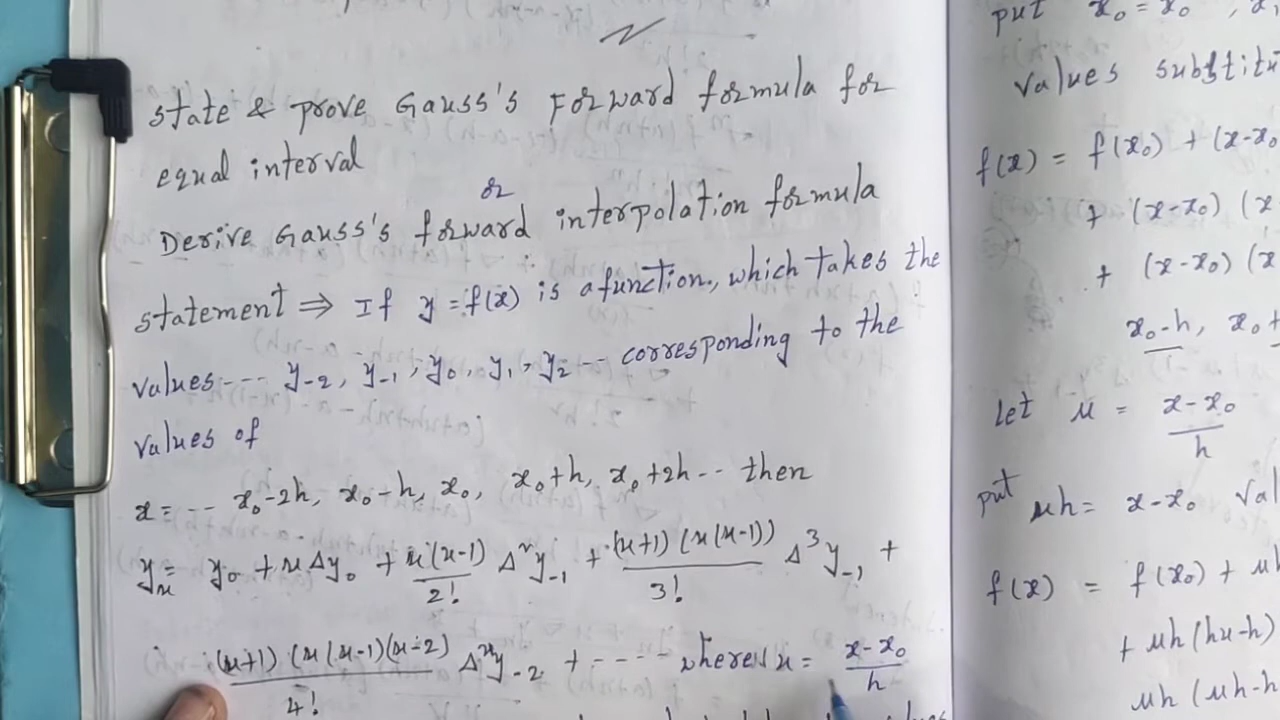 state & prove Gauss's Forward formula for
equal interval
or
Derive Gauss's forward interpolation formula
statement ⇒ If y = f(x) is a function, which takes the
values --- y₋₂, y₋₁, y₀, y₁, y₂ -- corresponding to the
values of
x = -- x₀-2h, x₀-h, x₀, x₀+h, x₀+2h -- then
yᵤ = y₀ + uΔy₀ + u(u-1)/2! Δ²y₋₁ + (u+1)(u(u-1))/3! Δ³y₋₁ +
(u+1)(u(u-1)(u-2)/4! Δ⁴y₋₂ + ---- where u = x-x₀/h
put x₀ = x₀,
values
f(x) = f(x₀) + (x-x₀
+ (x-x₀) (x
+ (x-x₀) (x
x₀-h, x₀+
let u = x-x₀/h
put uh = x-x₀
f(x) = f(x₀) + uh
+ uh (hu-h)
uh (uh-h